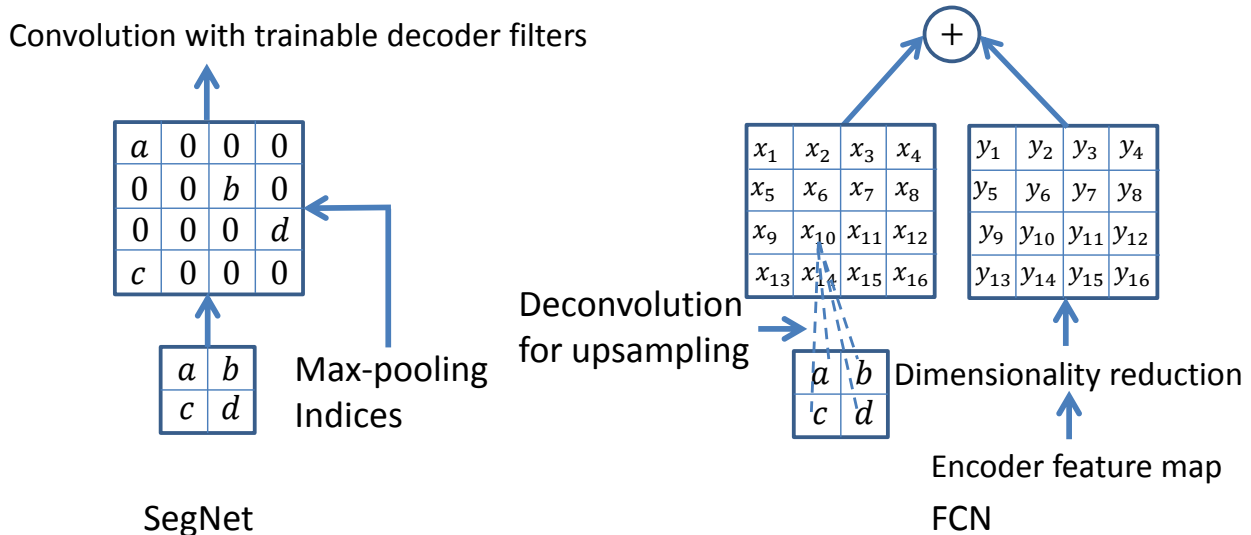 Convolution with trainable decoder filters
a 0 0 0
0 0 b 0
0 0 0 d
c 0 0 0
a b
c d
Max-pooling
Indices
SegNet
+
x₁ x₂ x₃ x₄
x₅ x₆ x₇ x₈
x₉ x₁₀ x₁₁ x₁₂
x₁₃ x₁₄ x₁₅ x₁₆
y₁ y₂ y₃ y₄
y₅ y₆ y₇ y₈
y₉ y₁₀ y₁₁ y₁₂
y₁₃ y₁₄ y₁₅ y₁₆
Deconvolution
for upsampling
a b
c d
Dimensionality reduction
Encoder feature map
FCN